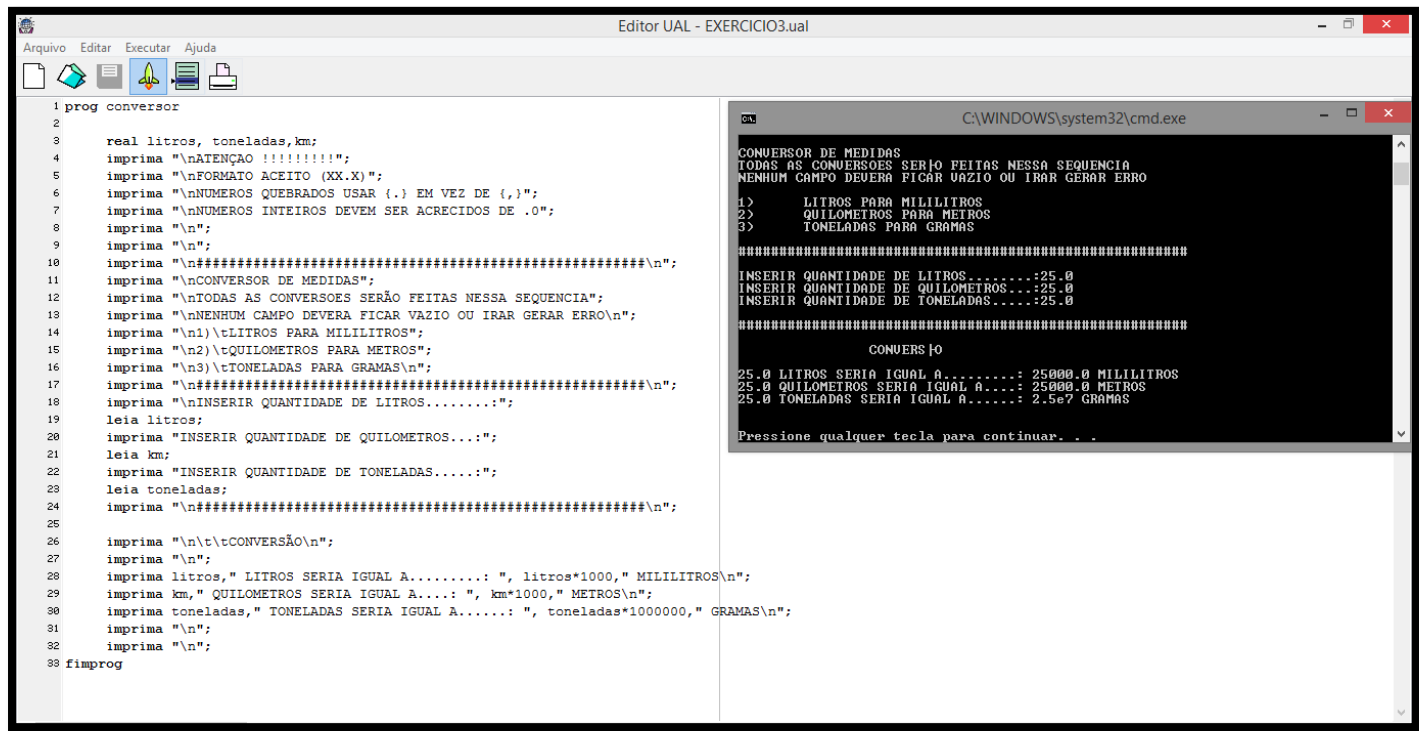 Editor UAL - EXERCICIO3.ual
Arquivo Editar Executar Ajuda
1 prog conversor
2
3 real litros, toneladas,km;
4 imprima "\nATENÇAO !!!!!!!!!";
5 imprima "\nFORMATO ACEITO (XX.X)";
6 imprima "\nNUMEROS QUEBRADOS USAR {.} EM VEZ DE {,}";
7 imprima "\nNUMEROS INTEIROS DEVEM SER ACRECIDOS DE .0";
8 imprima "\n";
9 imprima "\n";
10 imprima "\n#######################################################\n";
11 imprima "\nCONVERSOR DE MEDIDAS";
12 imprima "\nTODAS AS CONVERSOES SERÃO FEITAS NESSA SEQUENCIA";
13 imprima "\nNENHUM CAMPO DEVERA FICAR VAZIO OU IRAR GERAR ERRO\n";
14 imprima "\n1)\tLITROS PARA MILILITROS";
15 imprima "\n2)\tQUILOMETROS PARA METROS";
16 imprima "\n3)\tTONELADAS PARA GRAMAS\n";
17 imprima "\n#######################################################\n";
18 imprima "\nINSERIR QUANTIDADE DE LITROS........:";
19 leia litros;
20 imprima "INSERIR QUANTIDADE DE QUILOMETROS...:";
21 leia km;
22 imprima "INSERIR QUANTIDADE DE TONELADAS.....:";
23 leia toneladas;
24 imprima "\n#######################################################\n";
25
26 imprima "\n\t\tCONVERSÃO\n";
27 imprima "\n";
28 imprima litros," LITROS SERIA IGUAL A.........: ", litros*1000," MILILITROS\n";
29 imprima km," QUILOMETROS SERIA IGUAL A....: ", km*1000," METROS\n";
30 imprima toneladas," TONELADAS SERIA IGUAL A......: ", toneladas*1000000," GRAMAS\n";
31 imprima "\n";
32 imprima "\n";
33 fimprog
C:\WINDOWS\system32\cmd.exe
CONVERSOR DE MEDIDAS
TODAS AS CONVERSOES SER├O FEITAS NESSA SEQUENCIA
NENHUM CAMPO DEVERA FICAR VAZIO OU IRAR GERAR ERRO
1) LITROS PARA MILILITROS
2) QUILOMETROS PARA METROS
3) TONELADAS PARA GRAMAS
#######################################################
INSERIR QUANTIDADE DE LITROS........:25.0
INSERIR QUANTIDADE DE QUILOMETROS...:25.0
INSERIR QUANTIDADE DE TONELADAS.....:25.0
#######################################################
CONVERS├O
25.0 LITROS SERIA IGUAL A.........: 25000.0 MILILITROS
25.0 QUILOMETROS SERIA IGUAL A....: 25000.0 METROS
25.0 TONELADAS SERIA IGUAL A......: 2.5e7 GRAMAS
Pressione qualquer tecla para continuar. . .